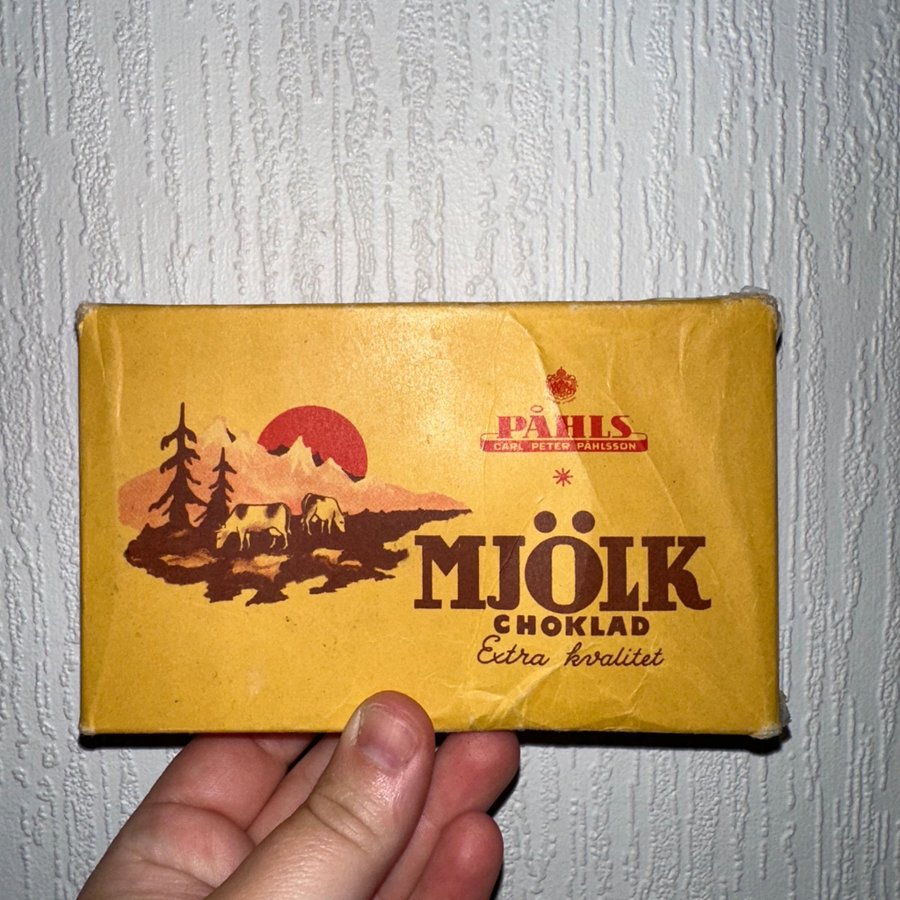 PÅHLS
CARL PETER PÅHLSSON
MJÖLK
CHOKLAD
Extra kvalitet